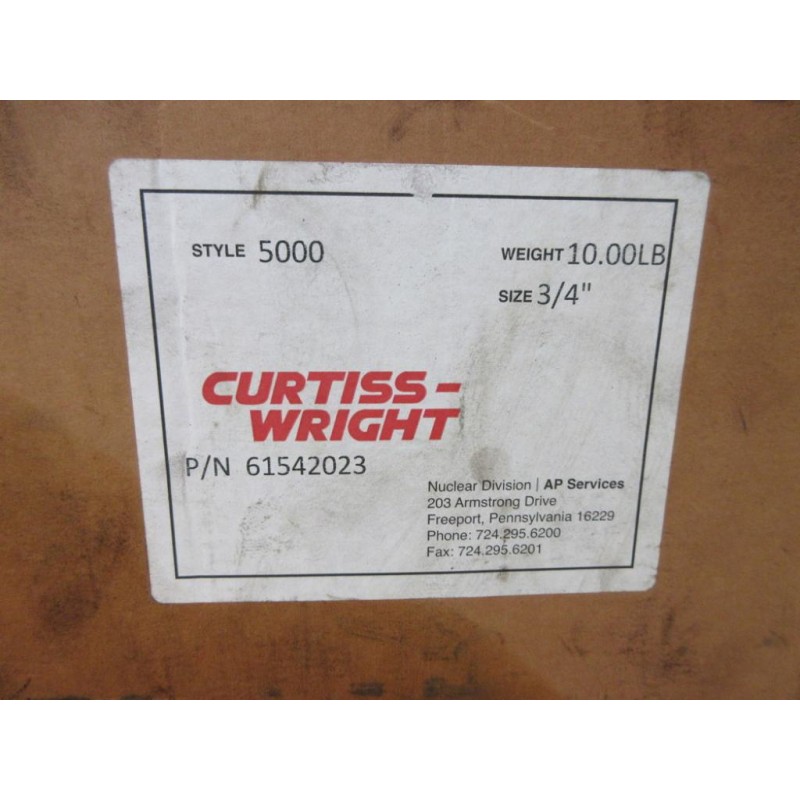 STYLE 5000
WEIGHT 10.00LB
SIZE 3/4"
CURTISS-
WRIGHT
P/N 61542023
Nuclear Division | AP Services
203 Armstrong Drive
Freeport, Pennsylvania 16229
Phone: 724.295.6200
Fax: 724.295.6201